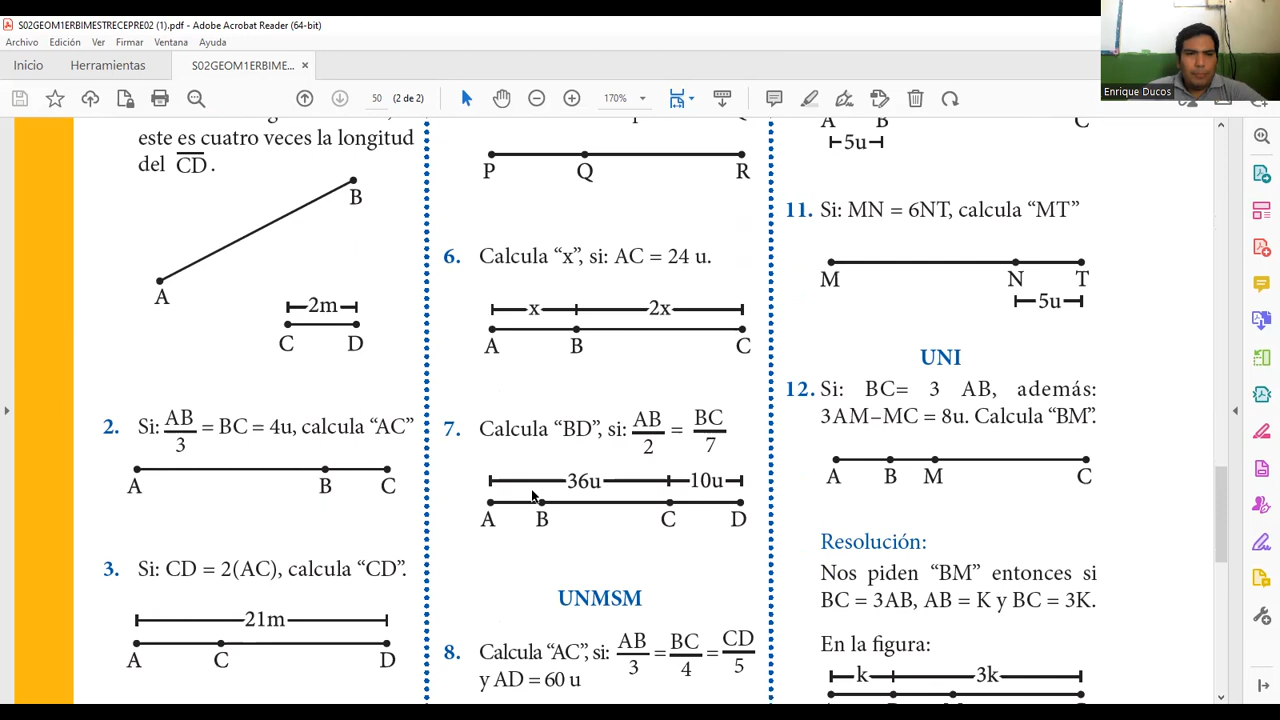 S02GEOM1ERBIMESTRECEPRE02 (1).pdf - Adobe Acrobat Reader (64-bit)
Archivo Edición Ver Firmar Ventana Ayuda
Inicio Herramientas S02GEOM1ERBIME... ×
50 (2 de 2) 170%
Enrique Ducos
este es cuatro veces la longitud
del CD.
B
A
2m
C D
2. Si: AB/3 = BC = 4u, calcula “AC”
A B C
3. Si: CD = 2(AC), calcula “CD”.
21m
A C D
P Q R
6. Calcula “x”, si: AC = 24 u.
x 2x
A B C
7. Calcula “BD”, si: AB/2 = BC/7
36u 10u
A B C D
UNMSM
8. Calcula “AC”, si: AB/3 = BC/4 = CD/5
y AD = 60 u
A B C
5u
11. Si: MN = 6NT, calcula “MT”
M N T
5u
UNI
12. Si: BC= 3 AB, además:
3AM–MC = 8u. Calcula “BM”.
A B M C
Resolución:
Nos piden “BM” entonces si
BC = 3AB, AB = K y BC = 3K.
En la figura:
k 3k